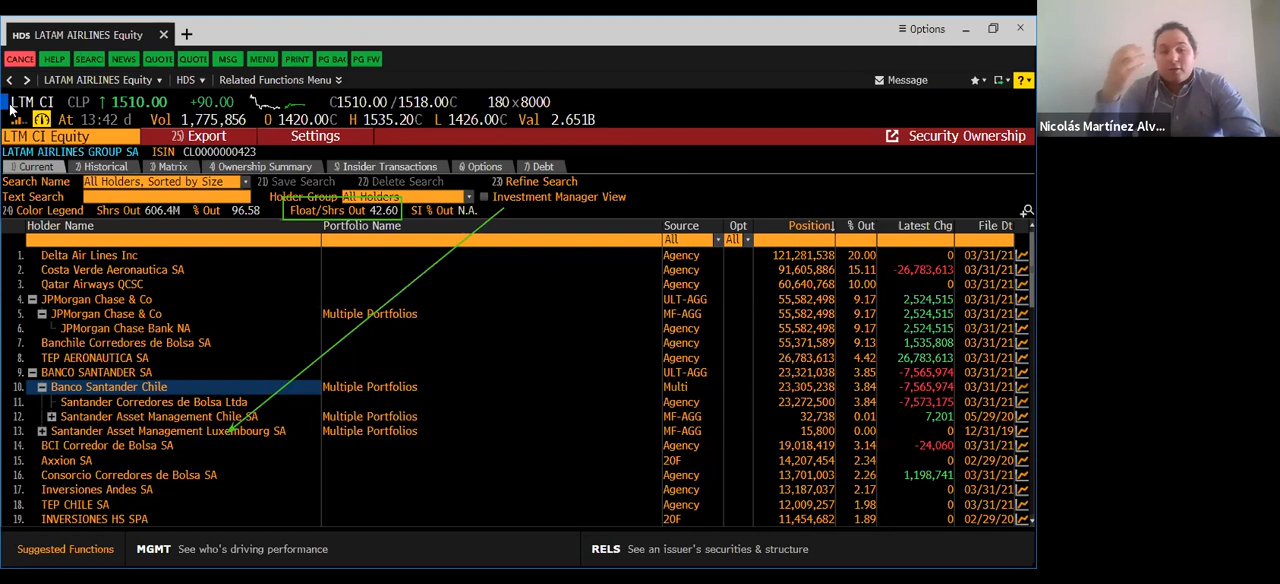 HDS LATAM AIRLINES Equity × +
Options
CANCE HELP SEARC NEWS QUOTE QUOTE MSG MENU PRINT PG BAC PG FW
LATAM AIRLINES Equity HDS Related Functions Menu Message
LTM CI CLP ↑ 1510.00 +90.00 C1510.00 / 1518.00C 180 x 8000
At 13:42 d Vol 1,775,856 O 1420.00C H 1535.20C L 1426.00C Val 2.651B
LTM CI Equity 25) Export Settings Security Ownership
LATAM AIRLINES GROUP SA ISIN CL0000000423
1) Current 2) Historical 3) Matrix 4) Ownership Summary 5) Insider Transactions 6) Options 7) Debt
Search Name All Holders, Sorted by Size 21) Save Search 22) Delete Search 23) Refine Search
Text Search Holder Group All Holders Investment Manager View
24) Color Legend Shrs Out 606.4M % Out 96.58 Float/Shrs Out 42.60 SI % Out N.A.
Holder Name Portfolio Name Source Opt Position↓ % Out Latest Chg File Dt
All All
1. Delta Air Lines Inc Agency 121,281,538 20.00 0 03/31/21
2. Costa Verde Aeronautica SA Agency 91,605,886 15.11 -26,783,613 03/31/21
3. Qatar Airways QCSC Agency 60,640,768 10.00 0 03/31/21
4. JPMorgan Chase & Co ULT-AGG 55,582,498 9.17 2,524,515 03/31/21
5. JPMorgan Chase & Co Multiple Portfolios MF-AGG 55,582,498 9.17 2,524,515 03/31/21
6. JPMorgan Chase Bank NA Agency 55,582,498 9.17 2,524,515 03/31/21
7. Banchile Corredores de Bolsa SA Agency 55,371,589 9.13 1,535,808 03/31/21
8. TEP AERONAUTICA SA Agency 26,783,613 4.42 26,783,613 03/31/21
9. BANCO SANTANDER SA ULT-AGG 23,321,038 3.85 -7,565,974 03/31/21
10. Banco Santander Chile Multiple Portfolios Multi 23,305,238 3.84 -7,565,974 03/31/21
11. Santander Corredores de Bolsa Ltda Agency 23,272,500 3.84 -7,573,175 03/31/21
12. Santander Asset Management Chile SA Multiple Portfolios MF-AGG 32,738 0.01 7,201 05/29/20
13. Santander Asset Management Luxembourg SA Multiple Portfolios MF-AGG 15,800 0.00 0 12/31/19
14. BCI Corredor de Bolsa SA Agency 19,018,419 3.14 -24,060 03/31/21
15. Axxion SA 20F 14,207,454 2.34 0 02/29/20
16. Consorcio Corredores de Bolsa SA Agency 13,701,003 2.26 1,198,741 03/31/21
17. Inversiones Andes SA Agency 13,187,037 2.17 0 03/31/21
18. TEP CHILE SA Agency 12,009,257 1.98 0 03/31/21
19. INVERSIONES HS SPA 20F 11,454,682 1.89 0 02/29/20
Suggested Functions MGMT See who's driving performance RELS See an issuer's securities & structure
Nicolás Martínez Alv...